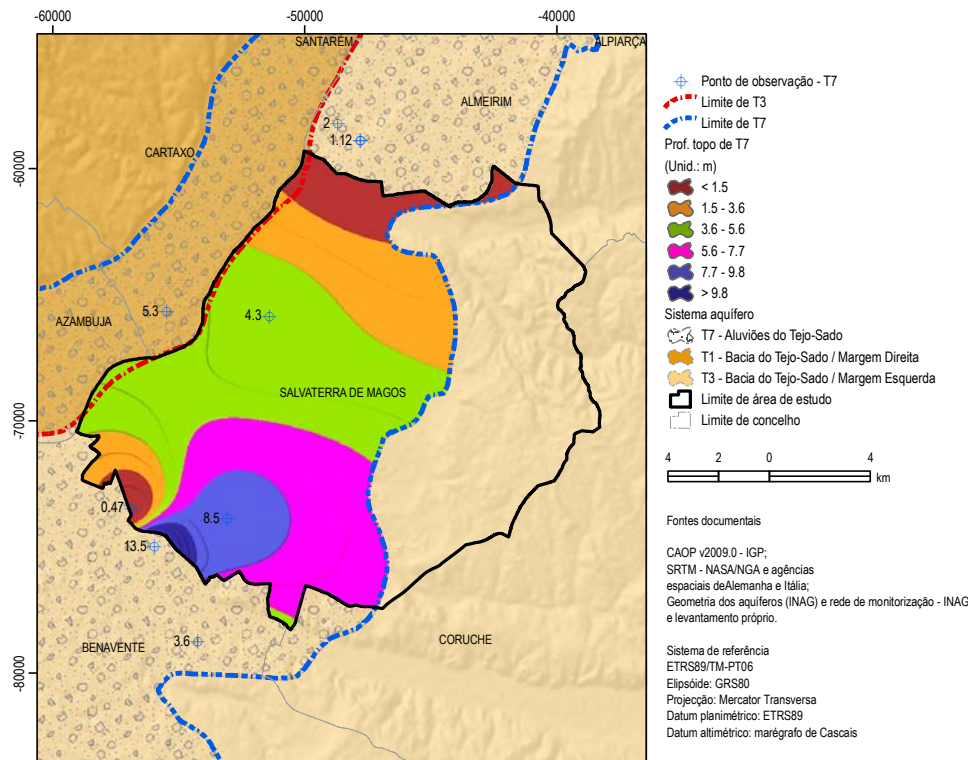 -60000
-50000
-40000
SANTARÉM
ALPIARÇA
ALMEIRIM
2
1.12
CARTAXO
-60000
5.3
4.3
AZAMBUJA
SALVATERRA DE MAGOS
-70000
0.47
8.5
13.5
3.6
BENAVENTE
CORUCHE
-80000
Ponto de observação - T7
Limite de T3
Limite de T7
Prof. topo de T7
(Unid.: m)
< 1.5
1.5 - 3.6
3.6 - 5.6
5.6 - 7.7
7.7 - 9.8
> 9.8
Sistema aquífero
T7 - Aluviões do Tejo-Sado
T1 - Bacia do Tejo-Sado / Margem Direita
T3 - Bacia do Tejo-Sado / Margem Esquerda
Limite de área de estudo
Limite de concelho
4 2 0 4
km
Fontes documentais
CAOP v2009.0 - IGP;
SRTM - NASA/NGA e agências
espaciais deAlemanha e Itália;
Geometria dos aquíferos (INAG) e rede de monitorização - INAG
e levantamento próprio.
Sistema de referência
ETRS89/TM-PT06
Elipsóide: GRS80
Projecção: Mercator Transversa
Datum planimétrico: ETRS89
Datum altimétrico: marégrafo de Cascais